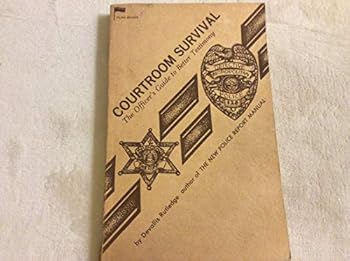 COURTROOM SURVIVAL
The Officer's Guide to Better Testimony
by Devallis Rutledge, author of THE NEW POLICE REPORT MANUAL